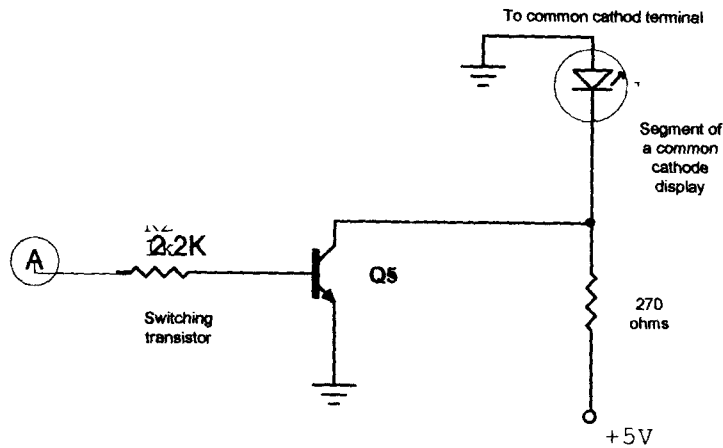 To common cathod terminal
Segment of
a common
cathode
display
2.2K
A
Q5
Switching
transistor
270
ohms
+5V